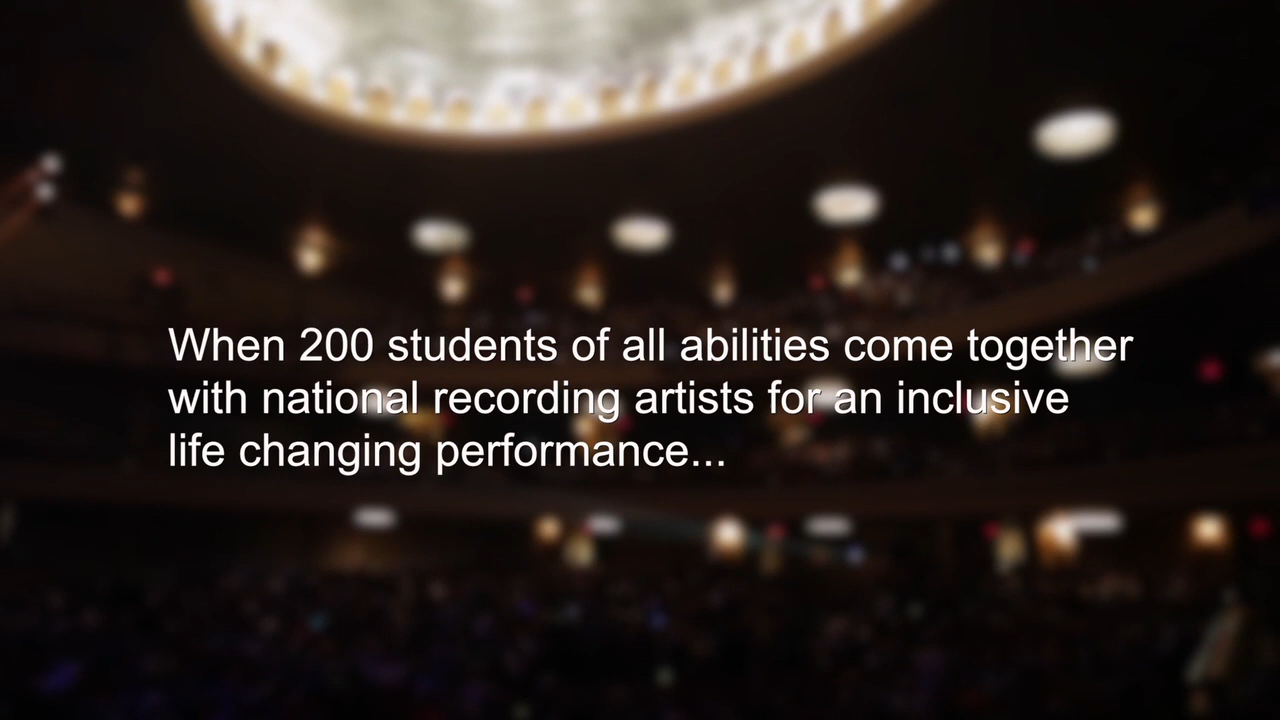 When 200 students of all abilities come together
with national recording artists for an inclusive
life changing performance...